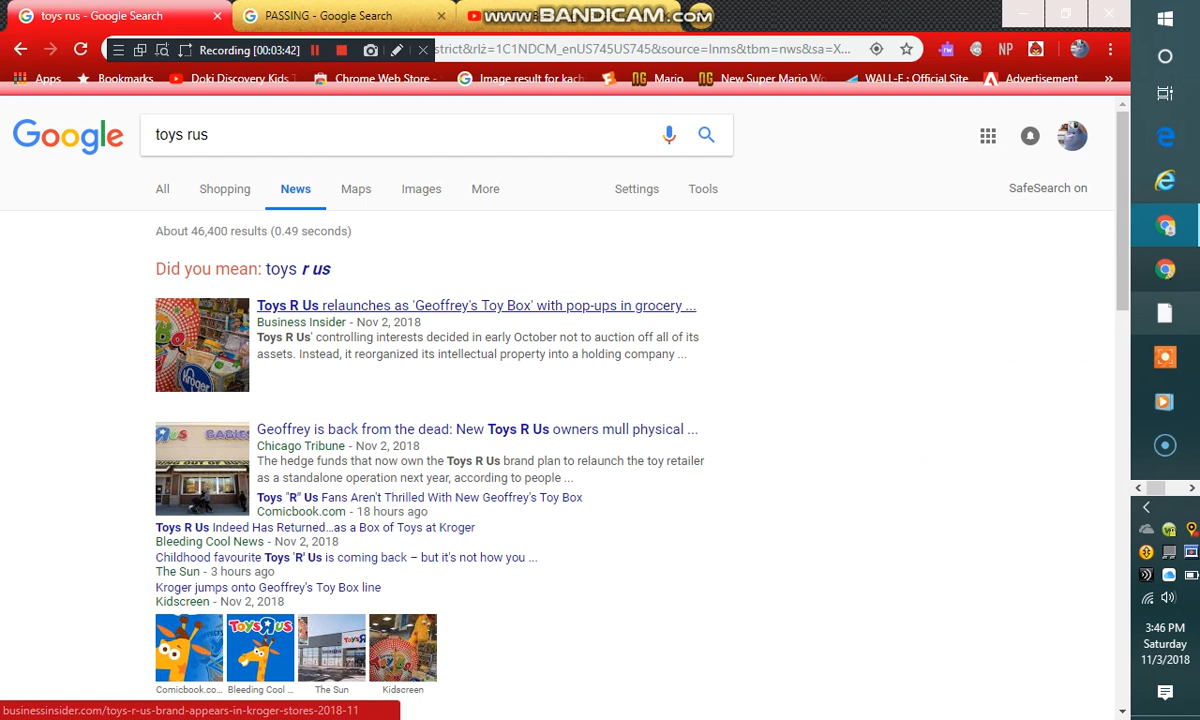 toys rus - Google Search
PASSING - Google Search
www.BANDICAM.com
Recording [00:03:42]
strict&rlz=1C1NDCM_enUS745US745&source=lnms&tbm=nws&sa=X...
NP
Apps
Bookmarks
Doki Discovery Kids
Chrome Web Store -
Image result for kach
Mario
New Super Mario Wo
WALL-E : Official Site
Advertisement
»
Google
toys rus
All
Shopping
News
Maps
Images
More
Settings
Tools
SafeSearch on
About 46,400 results (0.49 seconds)
Did you mean: toys r us
Toys R Us relaunches as 'Geoffrey's Toy Box' with pop-ups in grocery ...
Business Insider - Nov 2, 2018
Toys R Us' controlling interests decided in early October not to auction off all of its
assets. Instead, it reorganized its intellectual property into a holding company ...
Kroger
Geoffrey is back from the dead: New Toys R Us owners mull physical ...
Chicago Tribune - Nov 2, 2018
The hedge funds that now own the Toys R Us brand plan to relaunch the toy retailer
as a standalone operation next year, according to people ...
Toys "R" Us Fans Aren't Thrilled With New Geoffrey's Toy Box
Comicbook.com - 18 hours ago
Toys R Us Indeed Has Returned…as a Box of Toys at Kroger
Bleeding Cool News - Nov 2, 2018
Childhood favourite Toys 'R' Us is coming back – but it's not how you ...
The Sun - 3 hours ago
Kroger jumps onto Geoffrey's Toy Box line
Kidscreen - Nov 2, 2018
TOYSRUS
Comicbook.co...
Bleeding Cool ...
The Sun
Kidscreen
businessinsider.com/toys-r-us-brand-appears-in-kroger-stores-2018-11
3:46 PM
Saturday
11/3/2018